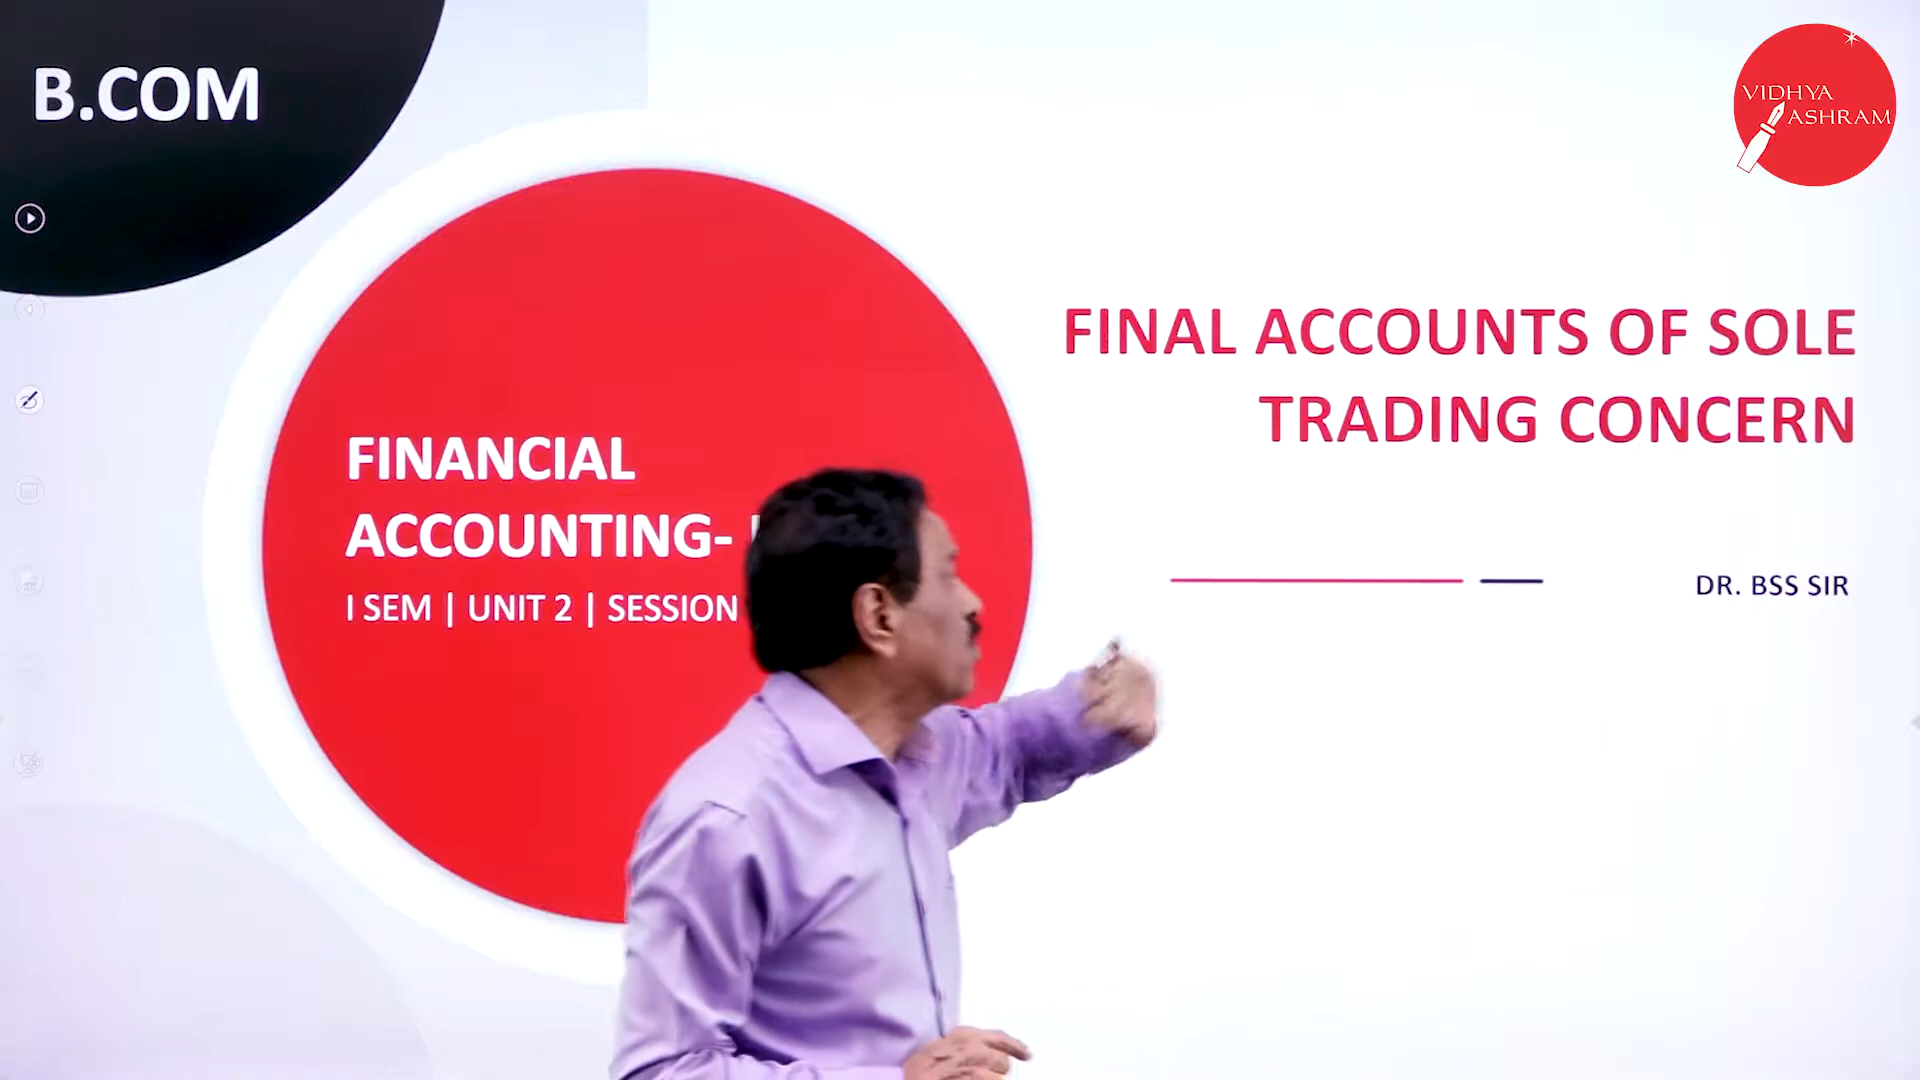 B.COM
VIDHYA
ASHRAM
FINANCIAL
ACCOUNTING-
I SEM | UNIT 2 | SESSION
FINAL ACCOUNTS OF SOLE
TRADING CONCERN
DR. BSS SIR